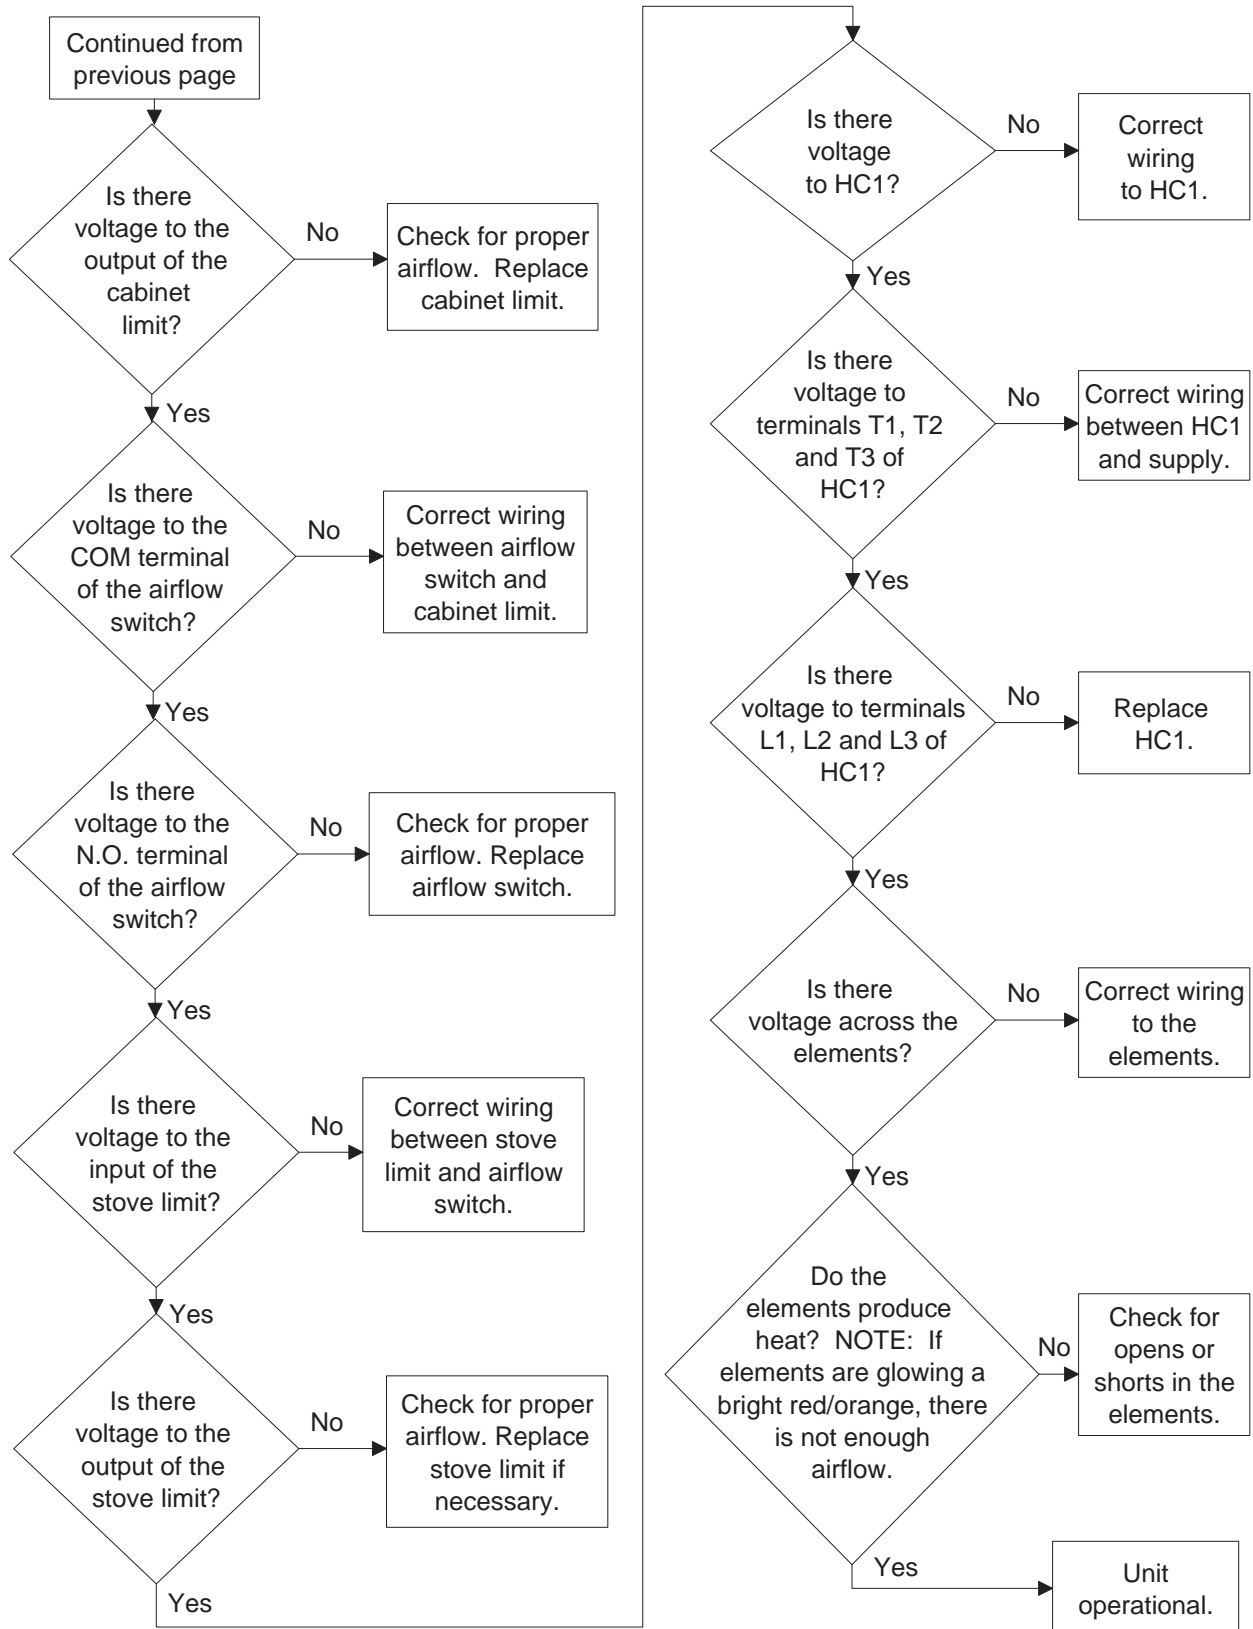 Continued from
previous page
Is there
voltage to the
output of the
cabinet
limit?
No
Check for proper
airflow.  Replace
cabinet limit.
Yes
Is there
voltage to the
COM terminal
of the airflow
switch?
No
Correct wiring
between airflow
switch and
cabinet limit.
Yes
Is there
voltage to the
N.O. terminal
of the airflow
switch?
No
Check for proper
airflow. Replace
airflow switch.
Yes
Is there
voltage to the
input of the
stove limit?
No
Correct wiring
between stove
limit and airflow
switch.
Yes
Is there
voltage to the
output of the
stove limit?
No
Check for proper
airflow. Replace
stove limit if
necessary.
Yes
Is there
voltage
to HC1?
No
Correct
wiring
to HC1.
Yes
Is there
voltage to
terminals T1, T2
and T3 of
HC1?
No
Correct wiring
between HC1
and supply.
Yes
Is there
voltage to terminals
L1, L2 and L3 of
HC1?
No
Replace
HC1.
Yes
Is there
voltage across the
elements?
No
Correct wiring
to the
elements.
Yes
Do the
elements produce
heat?  NOTE:  If
elements are glowing a
bright red/orange, there
is not enough
airflow.
No
Check for
opens or
shorts in the
elements.
Yes
Unit
operational.